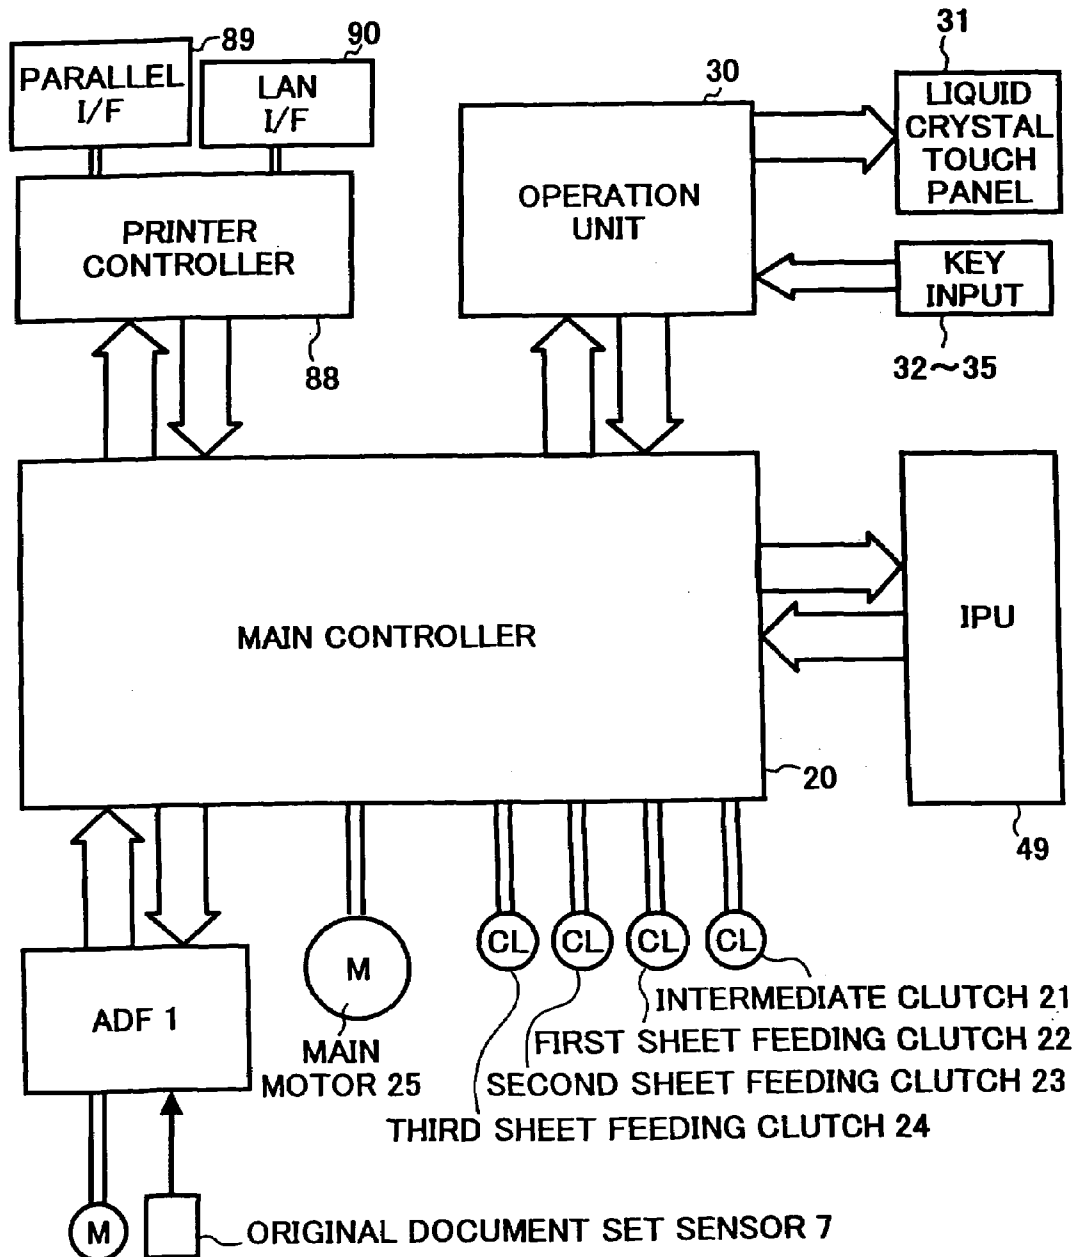 89
PARALLEL
I/F
90
LAN
I/F
PRINTER
CONTROLLER
88
30
OPERATION
UNIT
31
LIQUID
CRYSTAL
TOUCH
PANEL
KEY
INPUT
32～35
MAIN CONTROLLER
20
IPU
49
ADF 1
M
MAIN
MOTOR 25
CL
CL
CL
CL
INTERMEDIATE CLUTCH 21
FIRST SHEET FEEDING CLUTCH 22
SECOND SHEET FEEDING CLUTCH 23
THIRD SHEET FEEDING CLUTCH 24
M
ORIGINAL DOCUMENT SET SENSOR 7